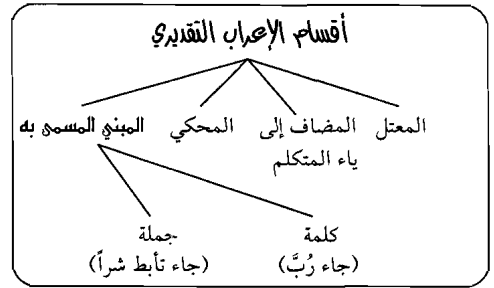 أقسام الإعراب التقديري
المعتل المضاف إلى المحكي المبني المسمى به
ياء المتكلم
كلمة جملة
(جاء رُبَّ) (جاء تأبط شراً)